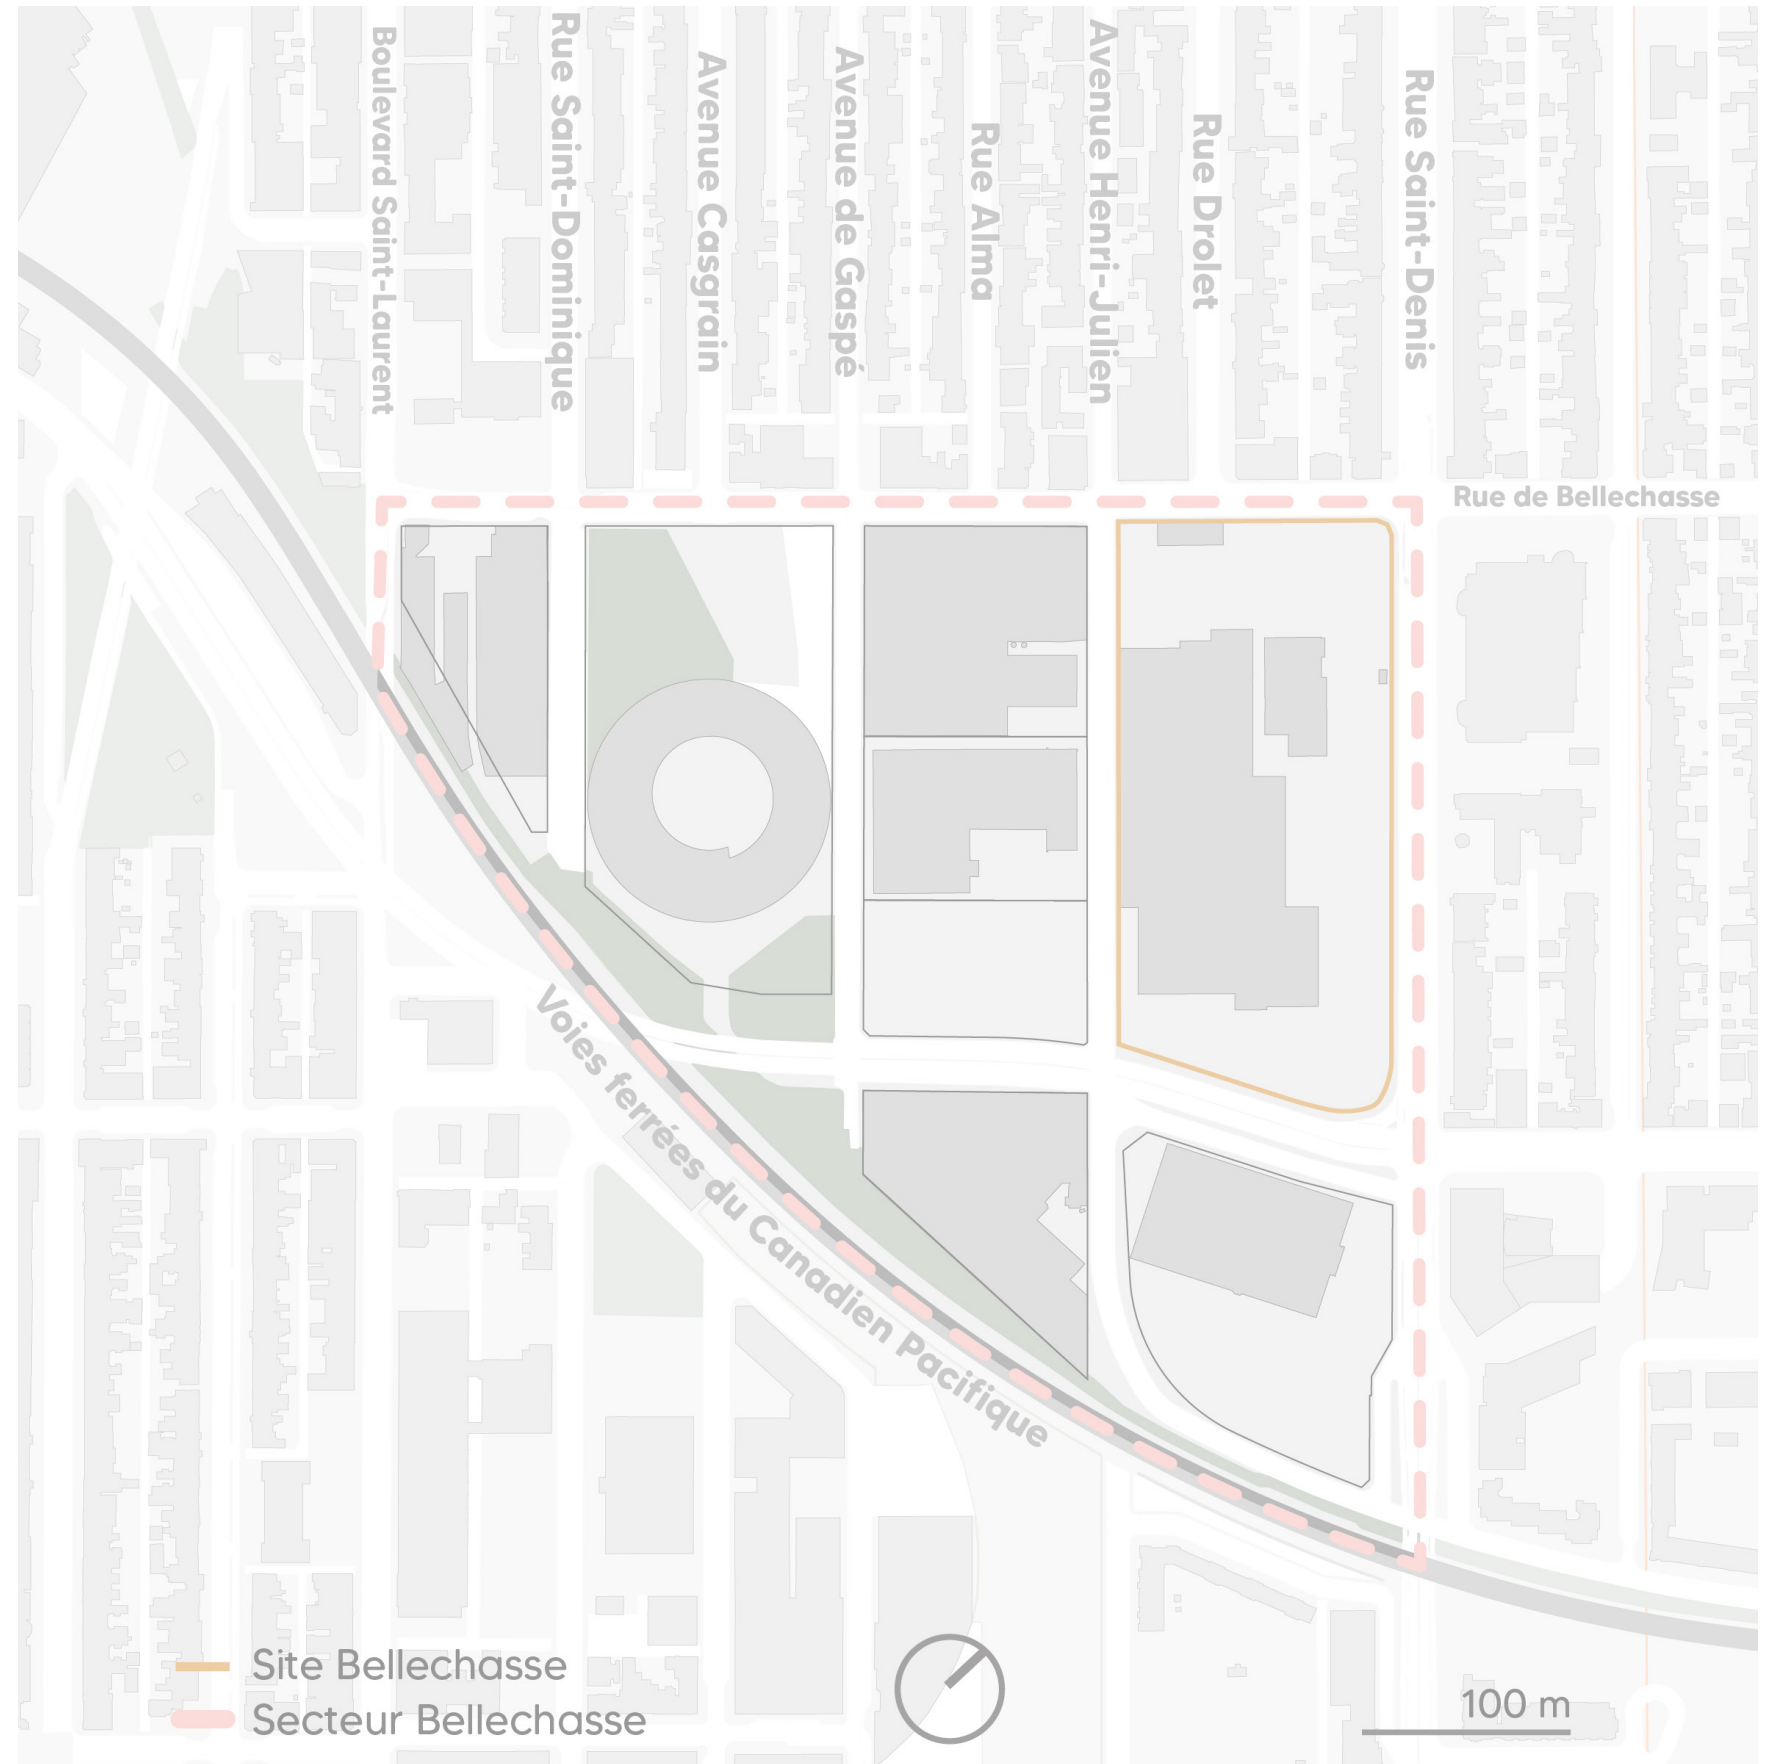 Boulevard Saint-Laurent
Rue Saint-Dominique
Avenue Casgrain
Avenue de Gaspé
Rue Alma
Avenue Henri-Julien
Rue Drolet
Rue Saint-Denis
Rue de Bellechasse
Voies ferrées du Canadien Pacifique
Site Bellechasse
Secteur Bellechasse
100 m